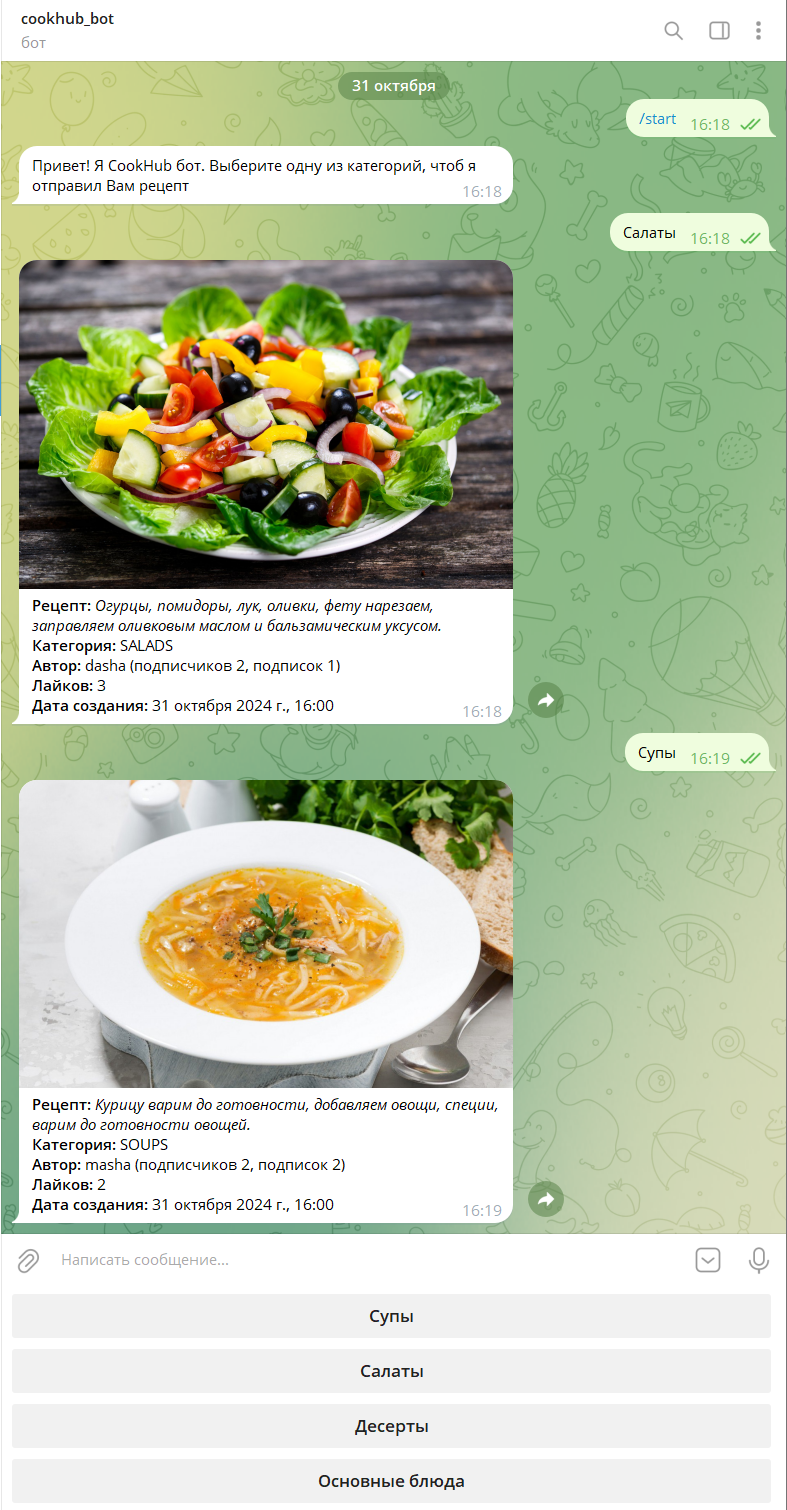 cookhub_bot
бот
31 октября
/start 16:18
Привет! Я CookHub бот. Выберите одну из категорий, чтоб я
отправил Вам рецепт 16:18
Салаты 16:18
Рецепт: Огурцы, помидоры, лук, оливки, фету нарезаем,
заправляем оливковым маслом и бальзамическим уксусом.
Категория: SALADS
Автор: dasha (подписчиков 2, подписок 1)
Лайков: 3
Дата создания: 31 октября 2024 г., 16:00 16:18
Супы 16:19
Рецепт: Курицу варим до готовности, добавляем овощи, специи,
варим до готовности овощей.
Категория: SOUPS
Автор: masha (подписчиков 2, подписок 2)
Лайков: 2
Дата создания: 31 октября 2024 г., 16:00 16:19
Написать сообщение...
Супы
Салаты
Десерты
Основные блюда